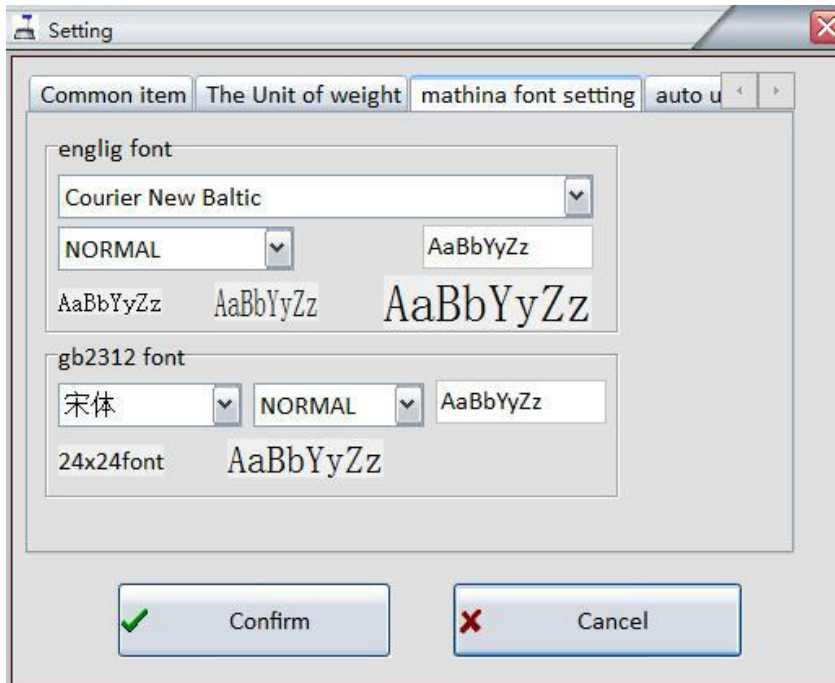 Setting
Common item The Unit of weight mathina font setting auto u
englig font
Courier New Baltic
NORMAL AaBbYyZz
AaBbYyZz AaBbYyZz AaBbYyZz
gb2312 font
宋体 NORMAL AaBbYyZz
24x24font AaBbYyZz
Confirm Cancel